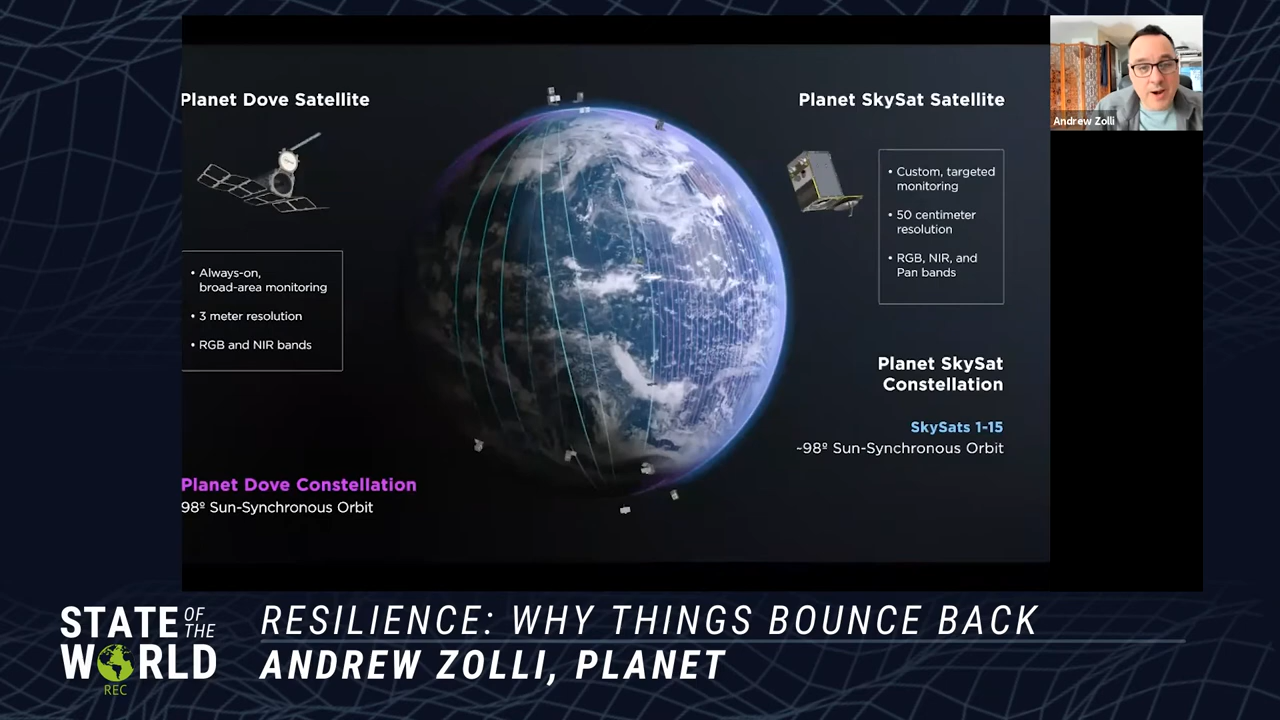 Planet Dove Satellite
• Always-on,
broad-area monitoring
• 3 meter resolution
• RGB and NIR bands
Planet Dove Constellation
98º Sun-Synchronous Orbit
Planet SkySat Satellite
• Custom, targeted
monitoring
• 50 centimeter
resolution
• RGB, NIR, and
Pan bands
Planet SkySat
Constellation
SkySats 1-15
~98º Sun-Synchronous Orbit
Andrew Zolli
STATE OF THE
WORLD
REC
RESILIENCE: WHY THINGS BOUNCE BACK
ANDREW ZOLLI, PLANET